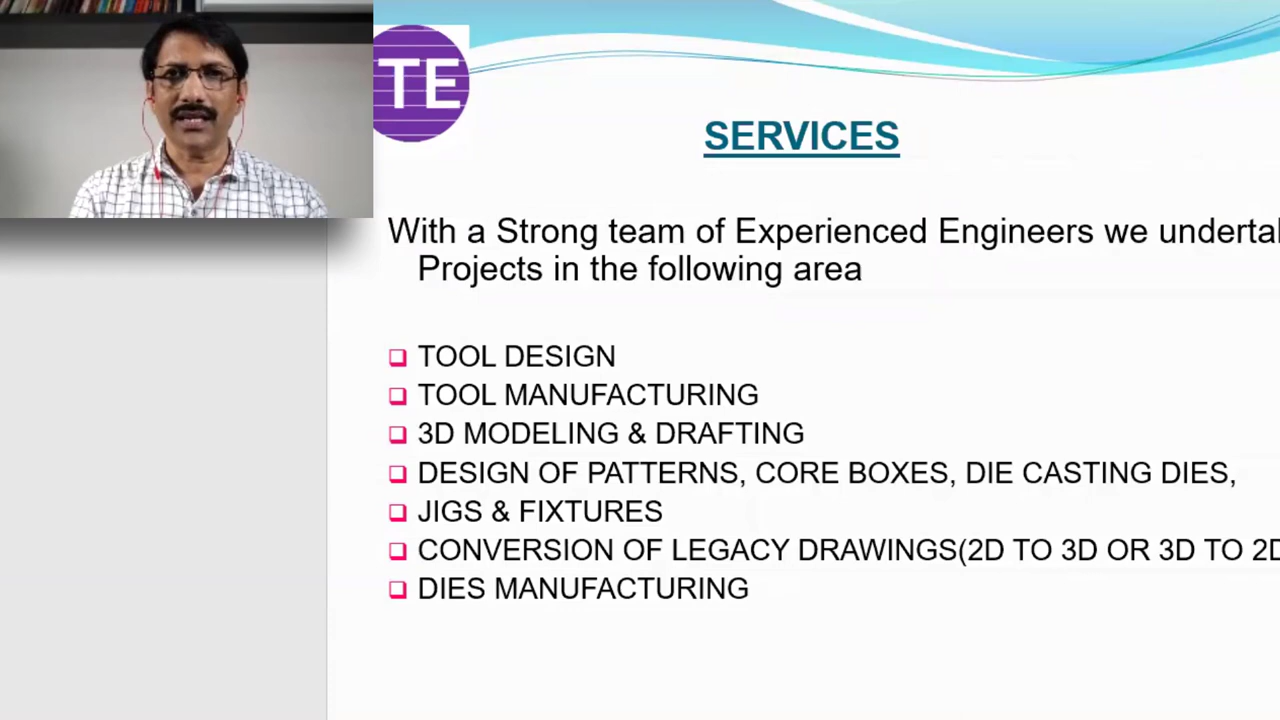 TE
SERVICES
With a Strong team of Experienced Engineers we
Projects in the following area
TOOL DESIGN
TOOL MANUFACTURING
3D MODELING & DRAFTING
DESIGN OF PATTERNS, CORE BOXES, DIE CASTING DIES,
JIGS & FIXTURES
CONVERSION OF LEGACY DRAWINGS(2D TO 3D OR 3D TO 2D
DIES MANUFACTURING